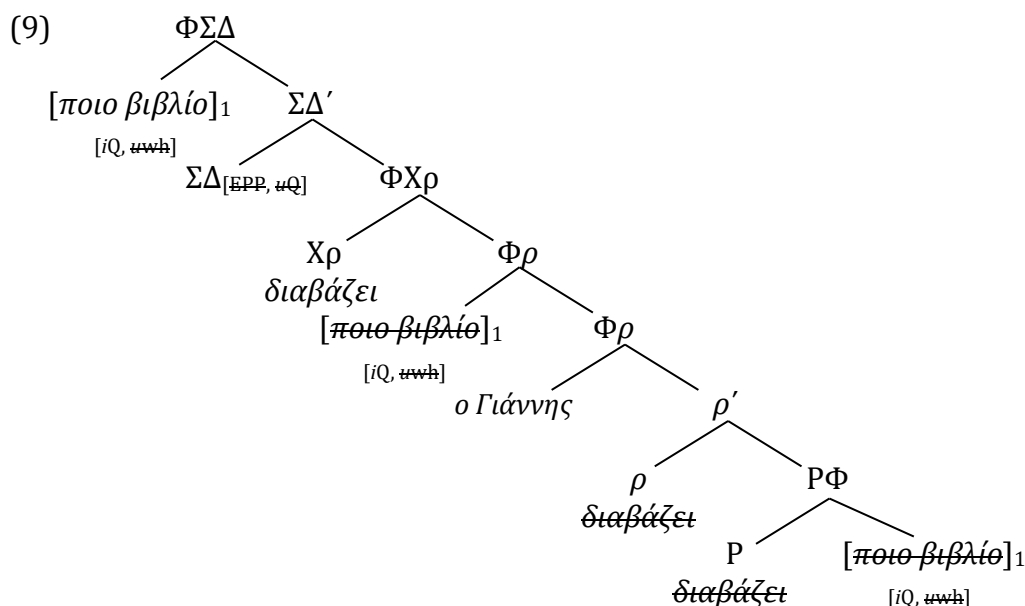 (9) ΦΣΔ
[ποιο βιβλίο]1 ΣΔ′
[iQ, uwh]
ΣΔ[EPP, uQ] ΦΧρ
Χρ Φρ
διαβάζει
[ποιο βιβλίο]1 Φρ
[iQ, uwh]
ο Γιάννης ρ′
ρ ΡΦ
διαβάζει
Ρ [ποιο βιβλίο]1
διαβάζει [iQ, uwh]